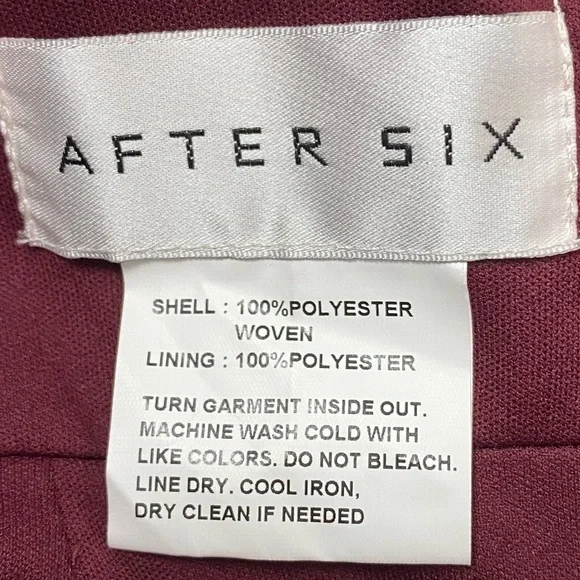 AFTER SIX
SHELL : 100%POLYESTER
WOVEN
LINING : 100%POLYESTER
TURN GARMENT INSIDE OUT.
MACHINE WASH COLD WITH
LIKE COLORS. DO NOT BLEACH.
LINE DRY. COOL IRON,
DRY CLEAN IF NEEDED